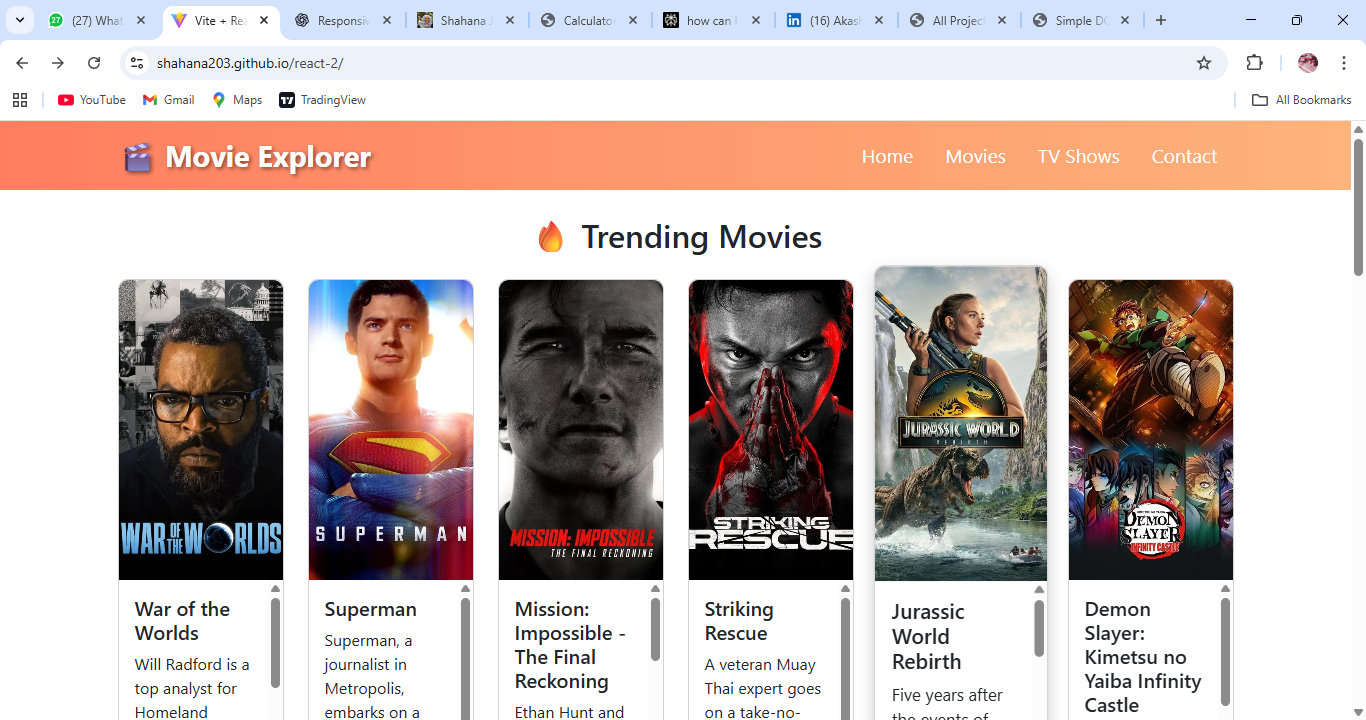 (27) What
Vite + Rea
Responsiv
Shahana J
Calculator
how can I
(16) Akash
All Projec
Simple DO
shahana203.github.io/react-2/
YouTube
Gmail
Maps
TradingView
All Bookmarks
Movie Explorer
Home
Movies
TV Shows
Contact
🔥 Trending Movies
WAR OF THE WORLDS
SUPERMAN
MISSION: IMPOSSIBLE
THE FINAL RECKONING
STRIKING
RESCUE
JURASSIC WORLD
REBIRTH
DEMON
SLAYER
INFINITY CASTLE
War of the
Worlds
Will Radford is a
top analyst for
Homeland
Superman
Superman, a
journalist in
Metropolis,
embarks on a
Mission:
Impossible -
The Final
Reckoning
Ethan Hunt and
Striking
Rescue
A veteran Muay
Thai expert goes
on a take-no-
Jurassic
World
Rebirth
Five years after
the events of
Demon
Slayer:
Kimetsu no
Yaiba Infinity
Castle